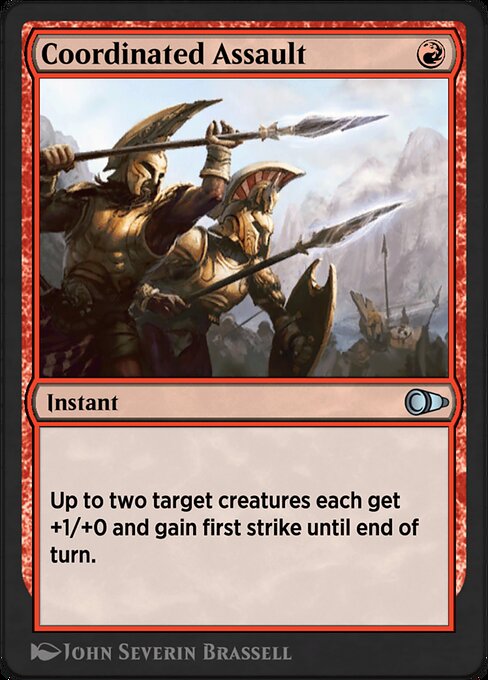 Coordinated Assault
Instant
Up to two target creatures each get
+1/+0 and gain first strike until end of
turn.
John Severin Brassell